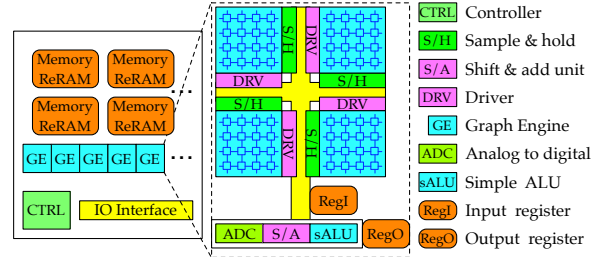 Memory
ReRAM
Memory
ReRAM
...
Memory
ReRAM
Memory
ReRAM
GE GE GE GE GE ...
CTRL
IO Interface
S/H
DRV
DRV
S/H
S/H
DRV
DRV
S/H
RegI
ADC S/A sALU RegO
CTRL Controller
S/H Sample & hold
S/A Shift & add unit
DRV Driver
GE Graph Engine
ADC Analog to digital
sALU Simple ALU
RegI Input register
RegO Output register